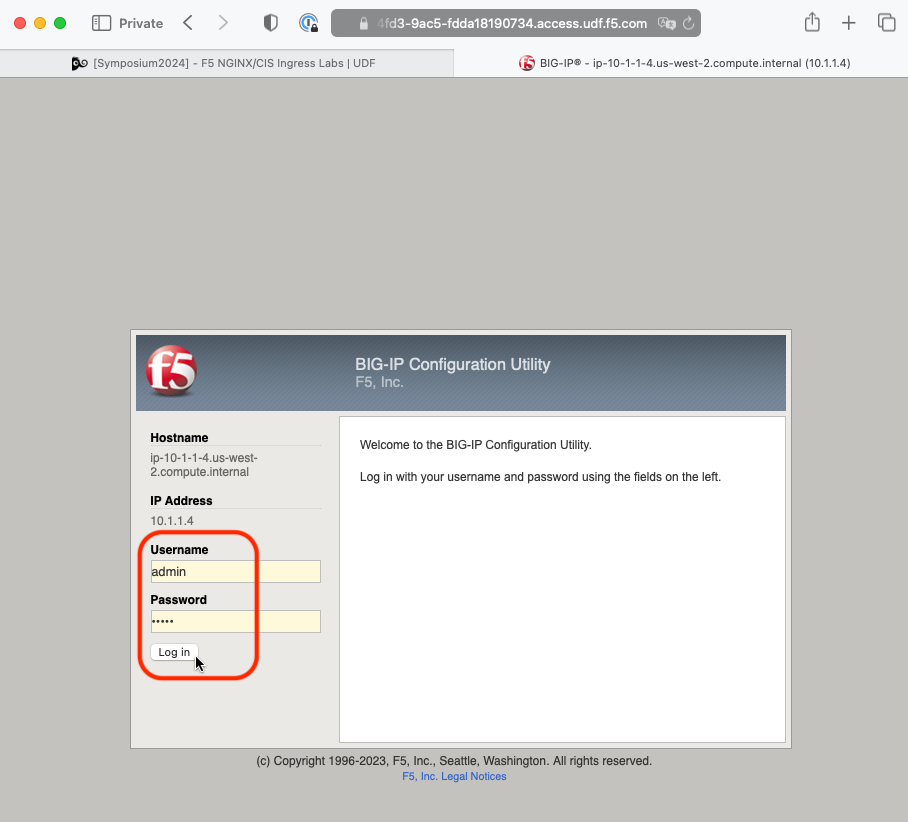 Private
4fd3-9ac5-fdda18190734.access.udf.f5.com
[Symposium2024] - F5 NGINX/CIS Ingress Labs | UDF
BIG-IP® - ip-10-1-1-4.us-west-2.compute.internal (10.1.1.4)
f5
BIG-IP Configuration Utility
F5, Inc.
Hostname
ip-10-1-1-4.us-west-
2.compute.internal
IP Address
10.1.1.4
Username
admin
Password
•••••
Log in
Welcome to the BIG-IP Configuration Utility.
Log in with your username and password using the fields on the left.
(c) Copyright 1996-2023, F5, Inc., Seattle, Washington. All rights reserved.
F5, Inc. Legal Notices